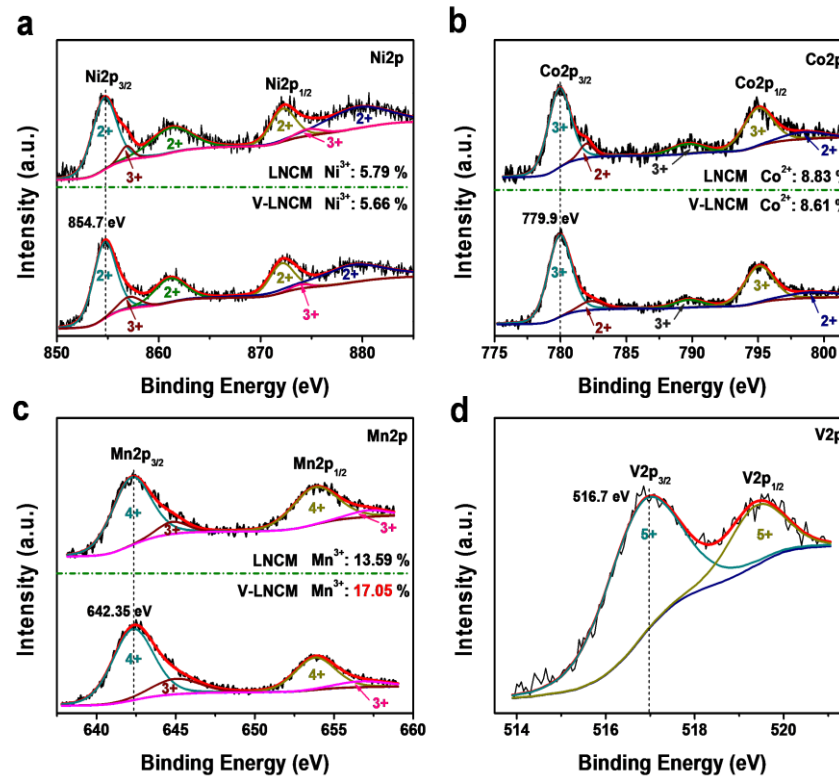 a
Ni2p
Ni2p3/2
Ni2p1/2
2+
3+
2+
2+
3+
2+
LNCM Ni3+: 5.79 %
V-LNCM Ni3+: 5.66 %
854.7 eV
2+
3+
2+
2+
3+
2+
850 860 870 880
Binding Energy (eV)
Intensity (a.u.)
b
Co2p
Co2p3/2
Co2p1/2
3+
2+
3+
3+
2+
LNCM Co2+: 8.83 %
V-LNCM Co2+: 8.61 %
779.9 eV
3+
2+
3+
3+
2+
775 780 785 790 795 800
Binding Energy (eV)
Intensity (a.u.)
c
Mn2p
Mn2p3/2
Mn2p1/2
4+
3+
4+
3+
LNCM Mn3+: 13.59 %
V-LNCM Mn3+: 17.05 %
642.35 eV
4+
3+
4+
3+
640 645 650 655 660
Binding Energy (eV)
Intensity (a.u.)
d
V2p
V2p3/2
V2p1/2
516.7 eV
5+
5+
514 516 518 520
Binding Energy (eV)
Intensity (a.u.)